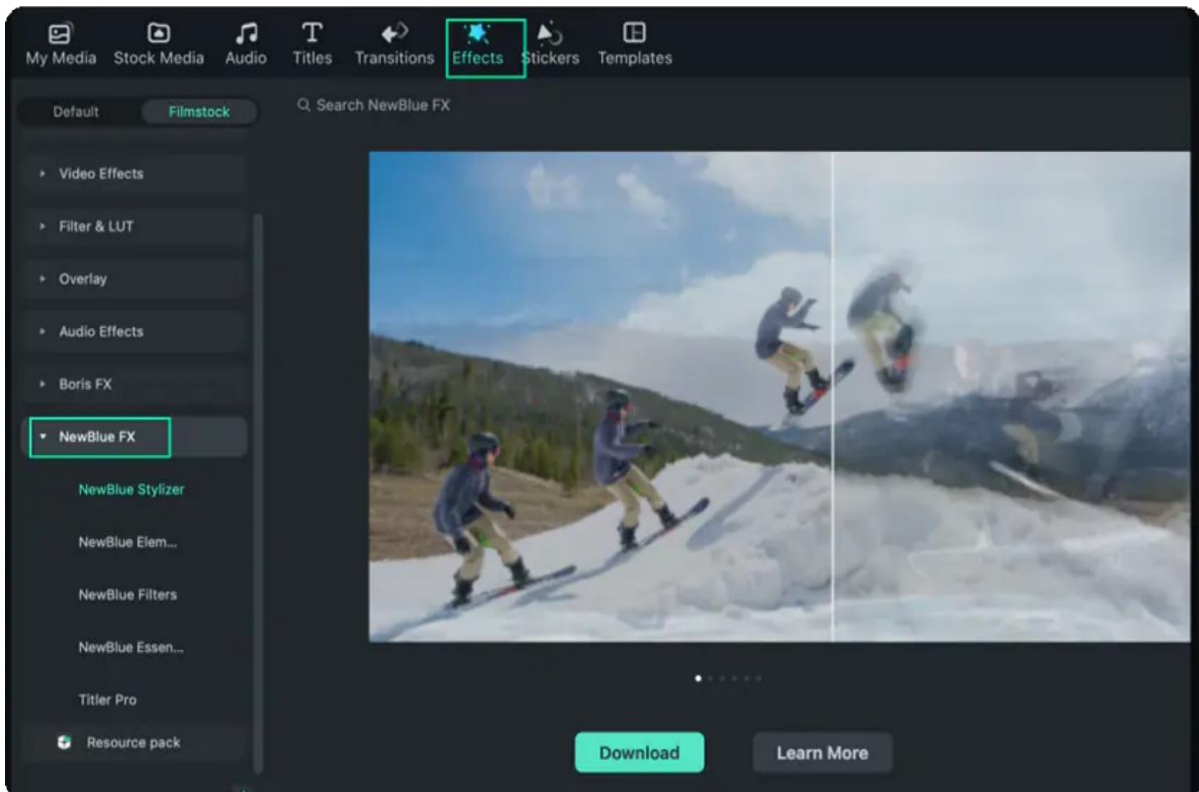 My Media Stock Media Audio Titles Transitions Effects Stickers Templates
Default Filmstock
Search NewBlue FX
Video Effects
Filter & LUT
Overlay
Audio Effects
Boris FX
NewBlue FX
NewBlue Stylizer
NewBlue Elem...
NewBlue Filters
NewBlue Essen...
Titler Pro
Resource pack
Download Learn More